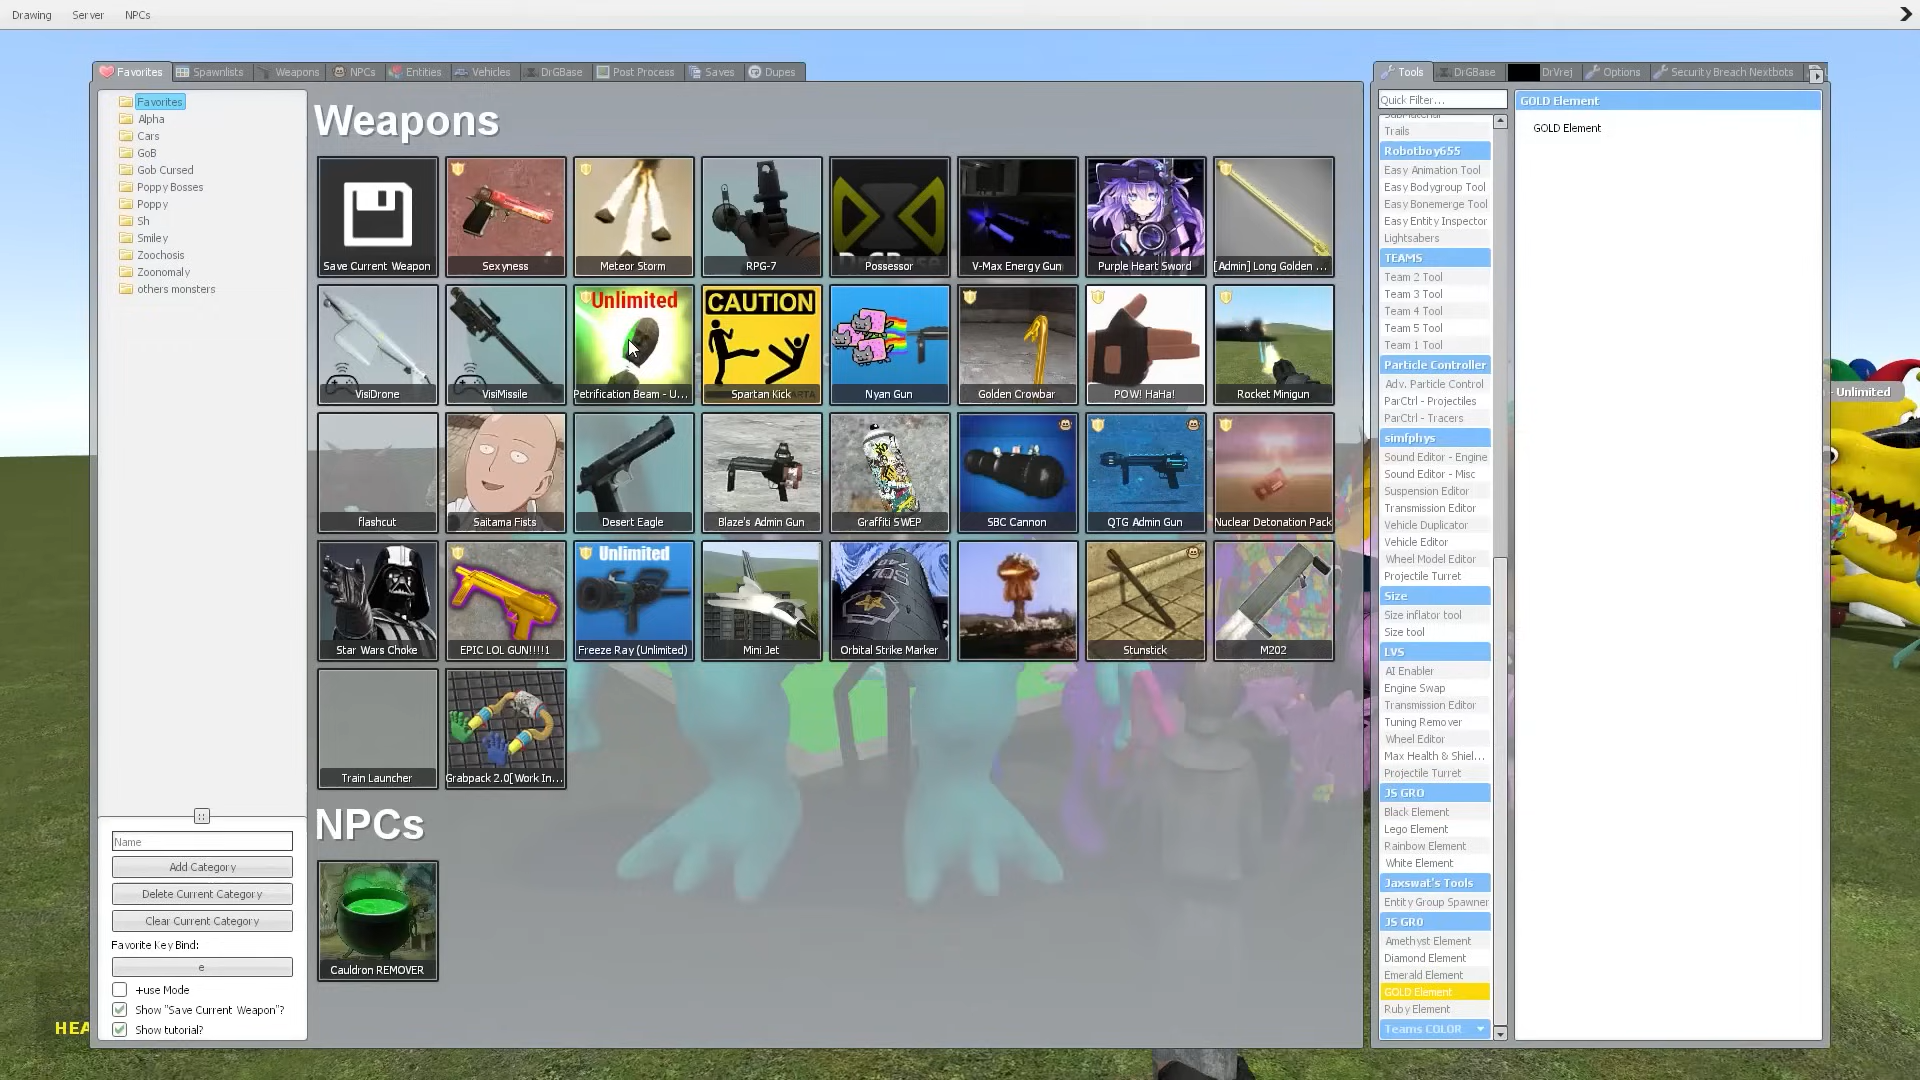 Drawing Server NPCs
Favorites Spawnlists Weapons NPCs Entities Vehicles DrGBase Post Process Saves Dupes
Tools DrGBase DrVrej Options Security Breach Nextbots
Favorites
Alpha
Cars
GoB
Gob Cursed
Poppy Bosses
Poppy
Sh
Smiley
Zoochosis
Zoonomaly
others monsters
Name
Add Category
Delete Current Category
Clear Current Category
Favorite Key Bind:
e
+use Mode
Show "Save Current Weapon"?
Show tutorial?
HEA
Weapons
Save Current Weapon
Sexyness
Meteor Storm
RPG-7
Possessor
V-Max Energy Gun
Purple Heart Sword
[Admin] Long Golden ...
VisiDrone
VisiMissile
Unlimited
Petrification Beam - U...
CAUTION
Spartan Kick
Nyan Gun
Golden Crowbar
POW! HaHa!
Rocket Minigun
flashcut
Saitama Fists
Desert Eagle
Blaze's Admin Gun
Graffiti SWEP
SBC Cannon
QTG Admin Gun
Nuclear Detonation Pack
Star Wars Choke
EPIC LOL GUN!!!!1
Unlimited
Freeze Ray (Unlimited)
Mini Jet
Orbital Strike Marker
Stunstick
M202
Train Launcher
Grabpack 2.0[Work In...
NPCs
Cauldron REMOVER
Quick Filter...
Trails
Robotboy655
Easy Animation Tool
Easy Bodygroup Tool
Easy Bonemerge Tool
Easy Entity Inspector
Lightsabers
TEAMS
Team 2 Tool
Team 3 Tool
Team 4 Tool
Team 5 Tool
Team 1 Tool
Particle Controller
Adv. Particle Control
ParCtrl - Projectiles
ParCtrl - Tracers
simfphys
Sound Editor - Engine
Sound Editor - Misc
Suspension Editor
Transmission Editor
Vehicle Duplicator
Vehicle Editor
Wheel Model Editor
Projectile Turret
Size
Size inflator tool
Size tool
LVS
AI Enabler
Engine Swap
Transmission Editor
Tuning Remover
Wheel Editor
Max Health & Shiel...
Projectile Turret
JS GRO
Black Element
Lego Element
Rainbow Element
White Element
Jaxswat's Tools
Entity Group Spawner
JS GRO
Amethyst Element
Diamond Element
Emerald Element
GOLD Element
Ruby Element
Teams COLOR
GOLD Element
GOLD Element
- Unlimited